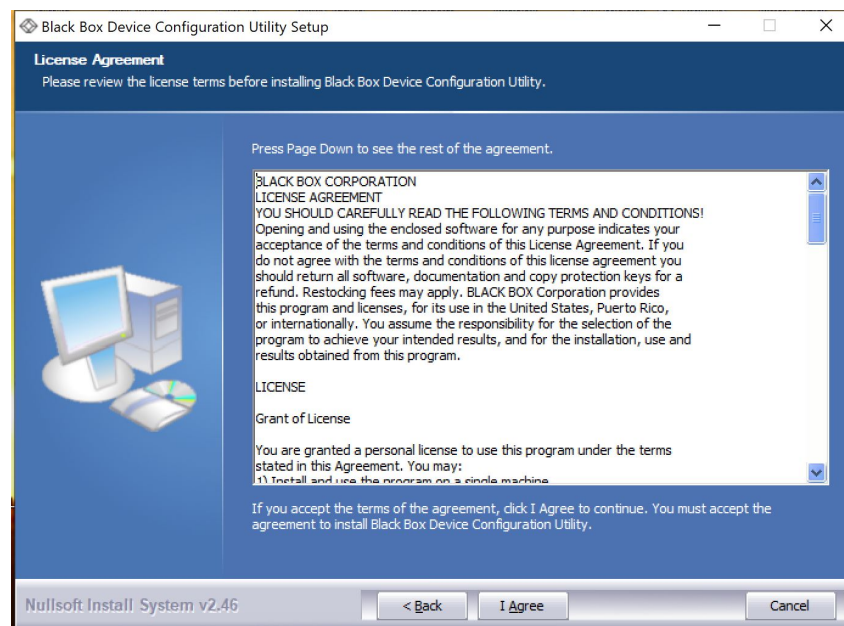 Black Box Device Configuration Utility Setup
License Agreement
Please review the license terms before installing Black Box Device Configuration Utility.
Press Page Down to see the rest of the agreement.
BLACK BOX CORPORATION
LICENSE AGREEMENT
YOU SHOULD CAREFULLY READ THE FOLLOWING TERMS AND CONDITIONS!
Opening and using the enclosed software for any purpose indicates your
acceptance of the terms and conditions of this License Agreement. If you
do not agree with the terms and conditions of this license agreement you
should return all software, documentation and copy protection keys for a
refund. Restocking fees may apply. BLACK BOX Corporation provides
this program and licenses, for its use in the United States, Puerto Rico,
or internationally. You assume the responsibility for the selection of the
program to achieve your intended results, and for the installation, use and
results obtained from this program.
LICENSE
Grant of License
You are granted a personal license to use this program under the terms
stated in this Agreement. You may:
1) Install and use the program on a single machine
If you accept the terms of the agreement, click I Agree to continue. You must accept the
agreement to install Black Box Device Configuration Utility.
Nullsoft Install System v2.46
< Back
I Agree
Cancel